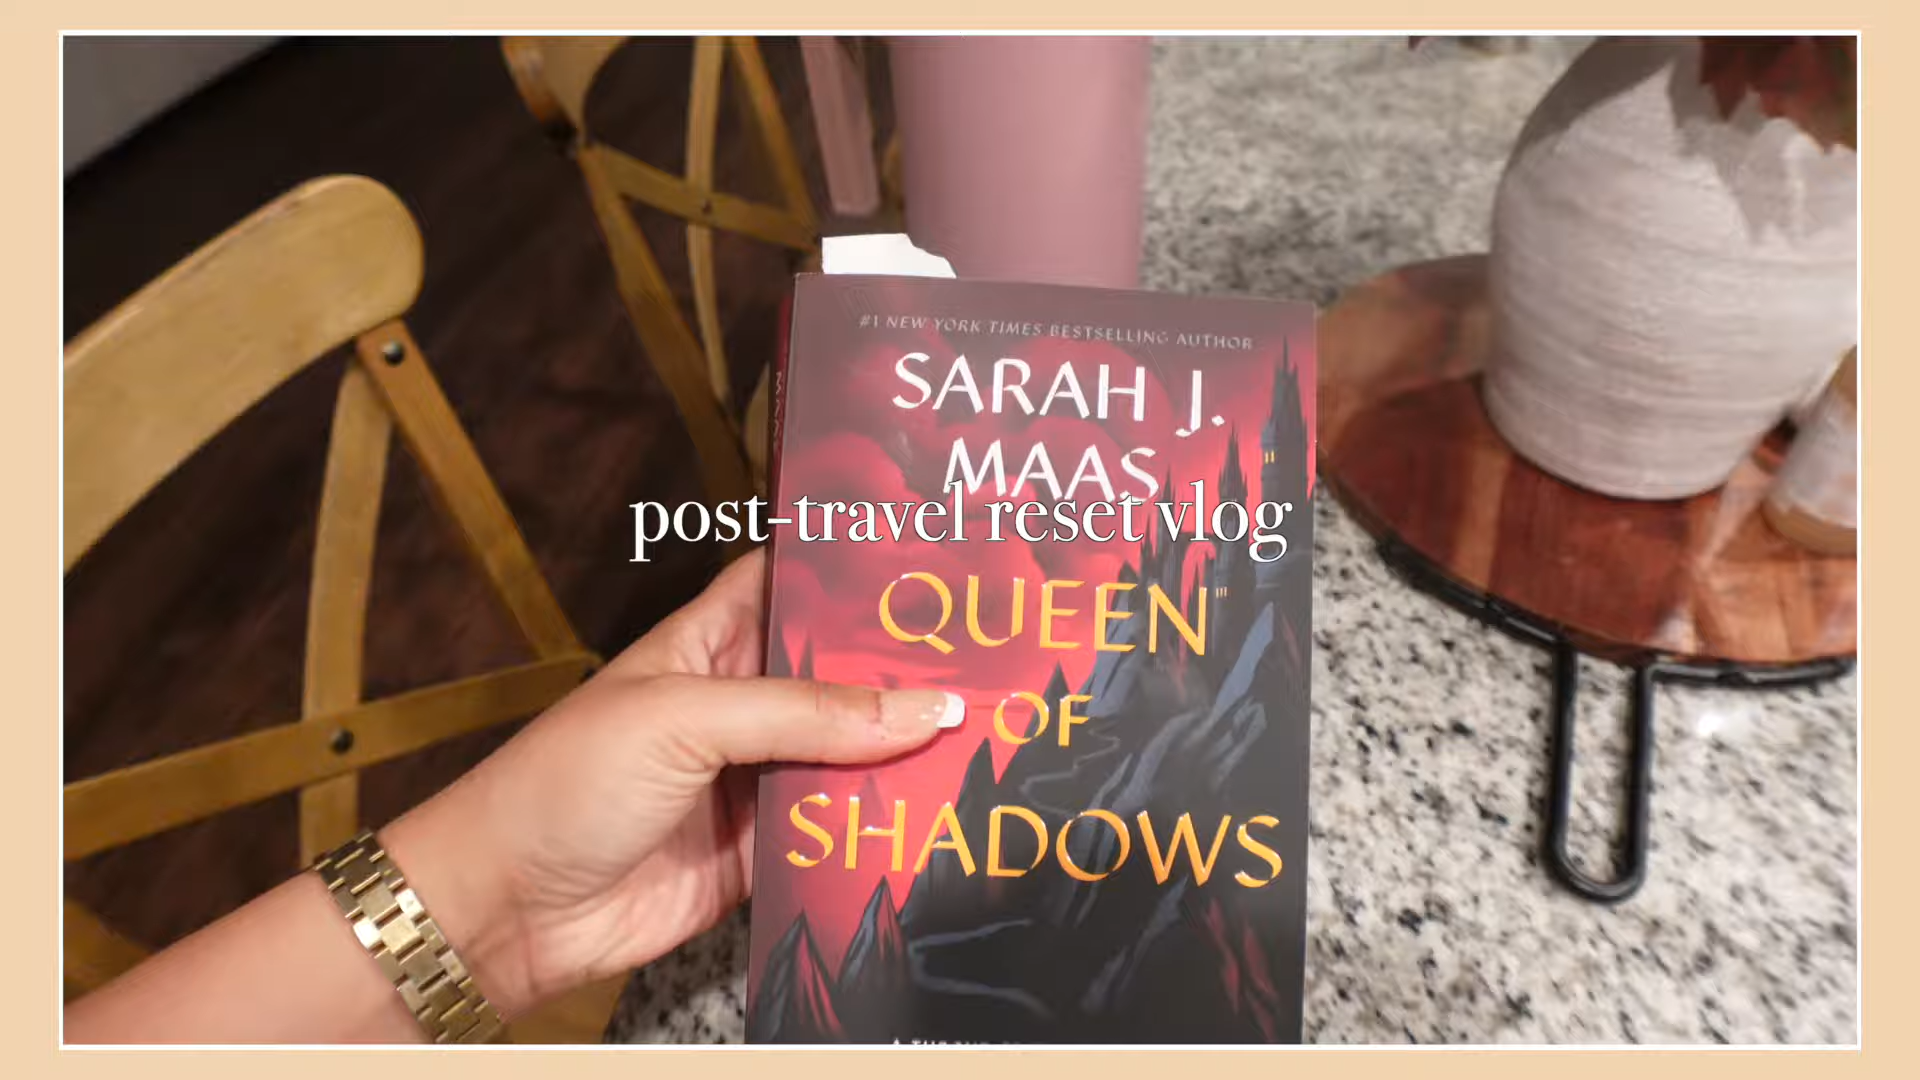 #1 NEW YORK TIMES BESTSELLING AUTHOR
SARAH J.
MAAS
post-travel reset vlog
QUEEN
OF
SHADOWS